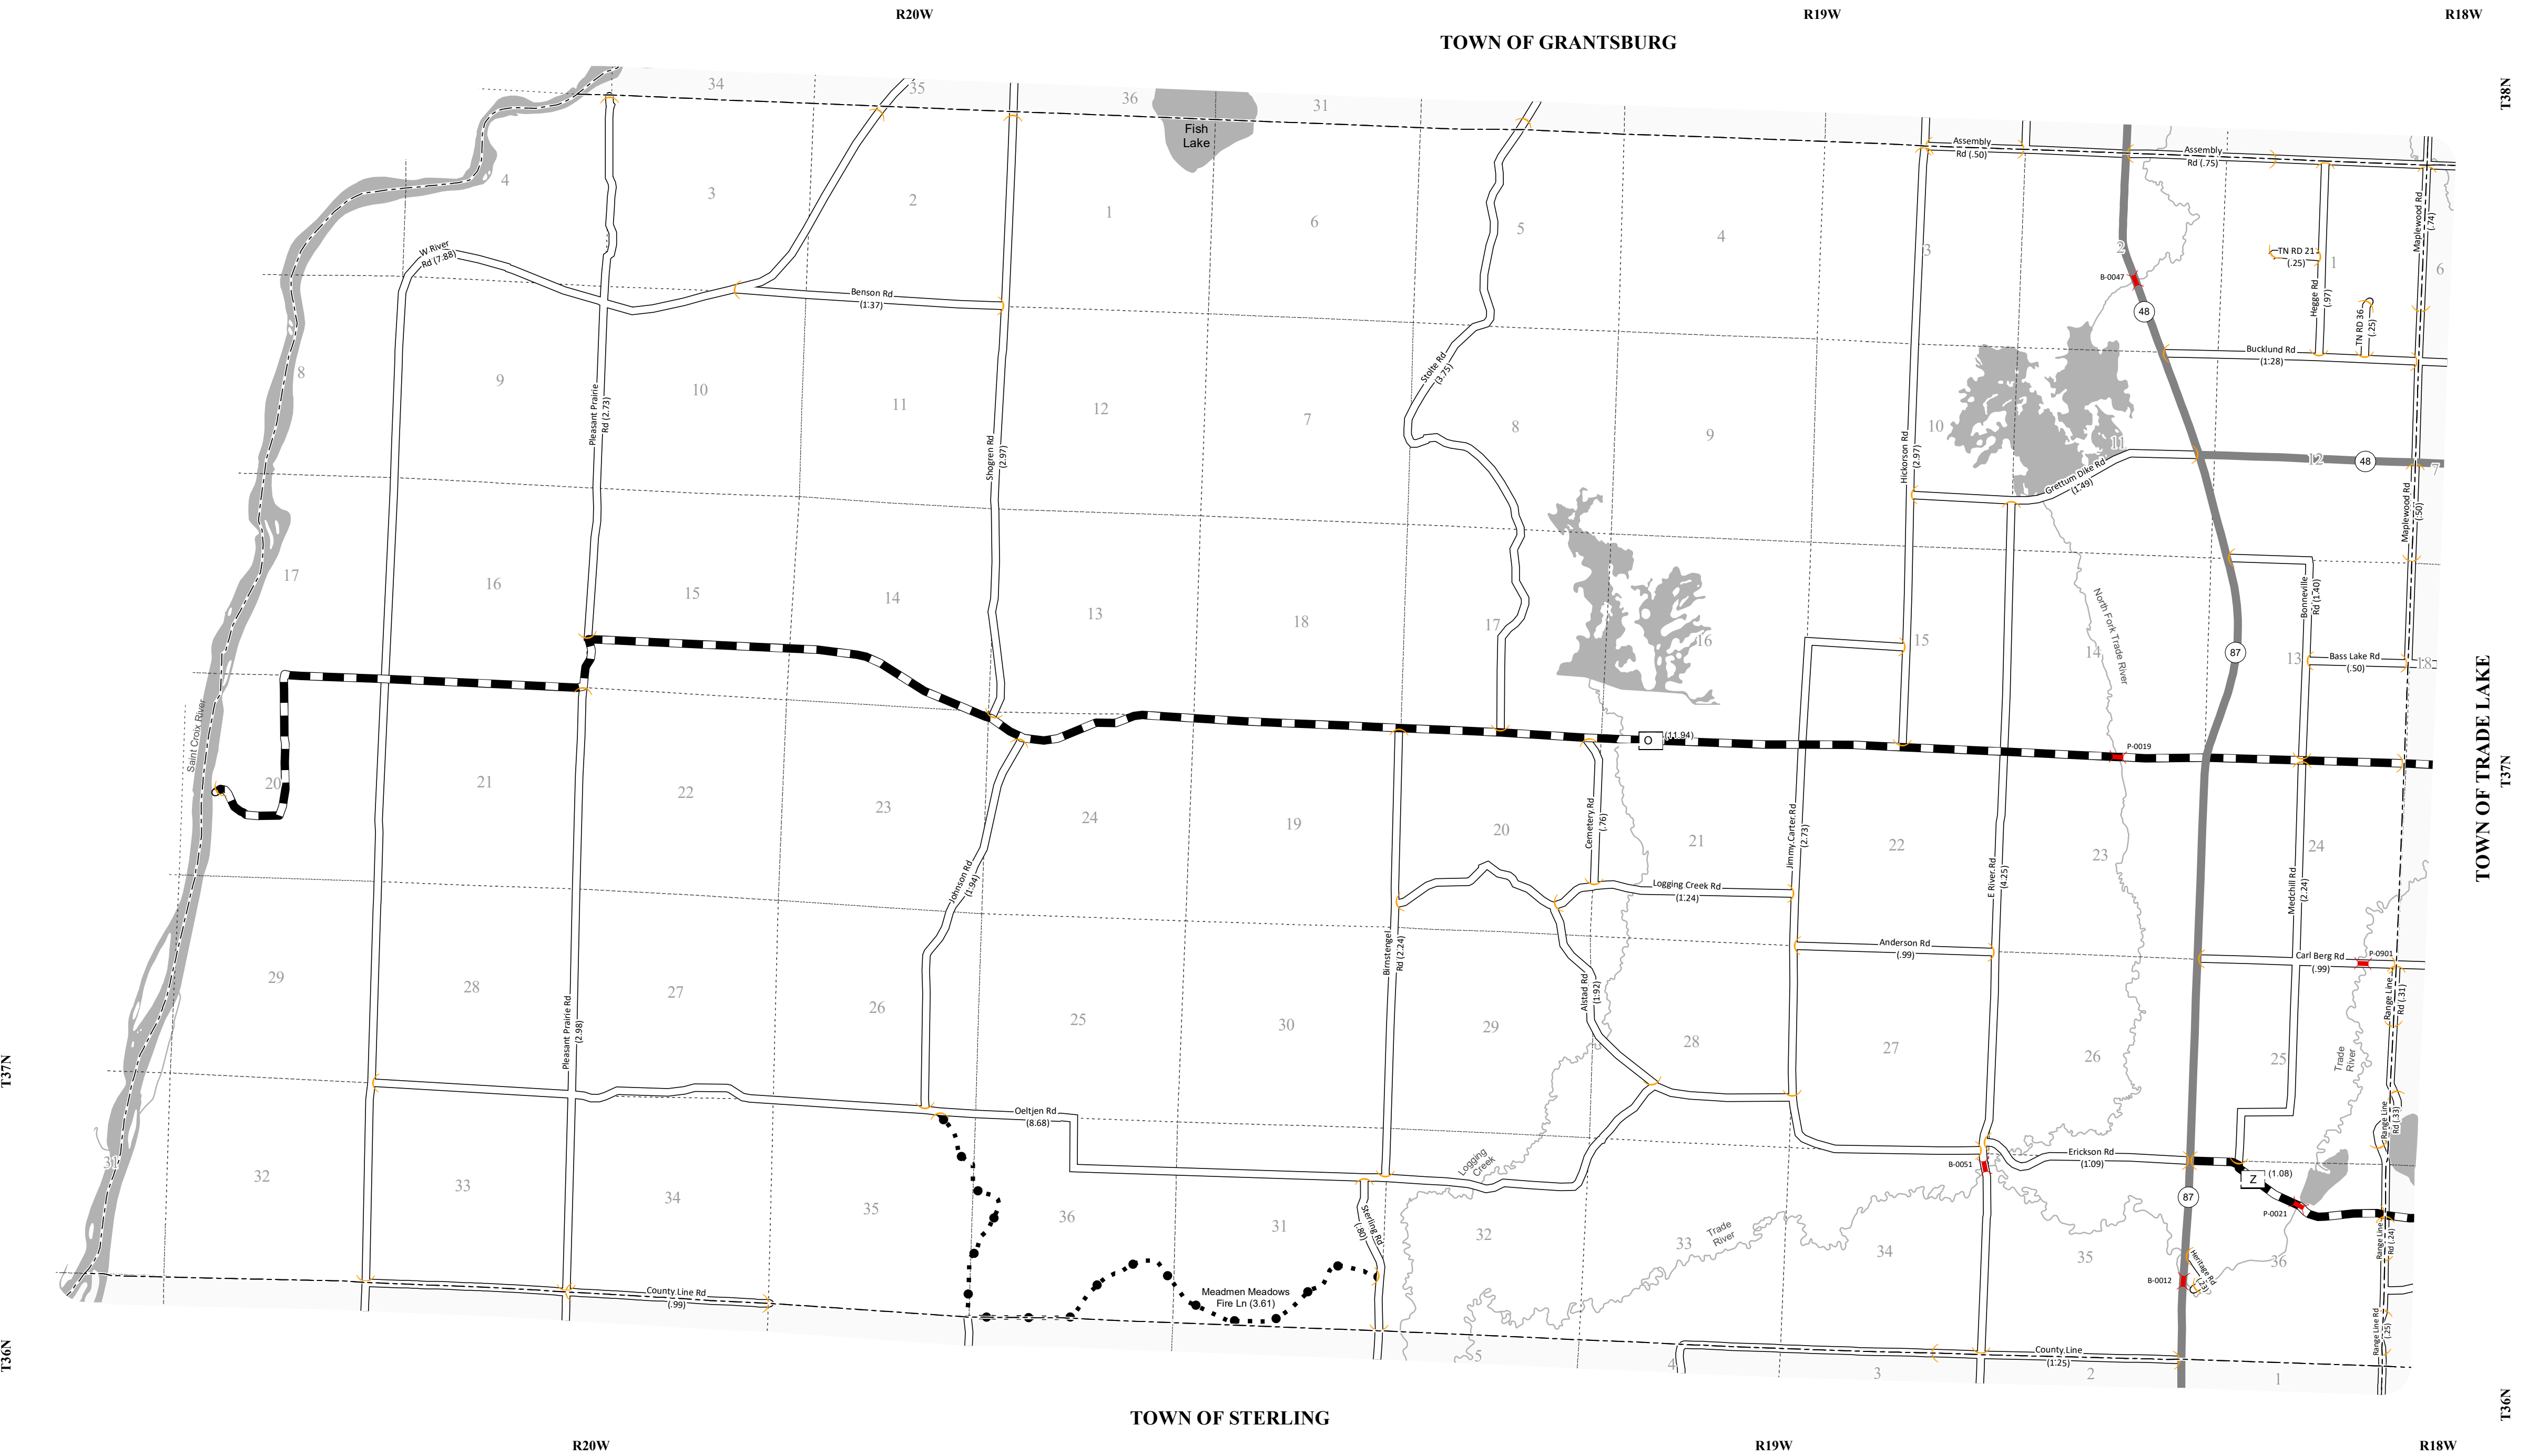 R20W
R19W
R18W
TOWN OF GRANTSBURG
T38N
34
35
36
31
Fish
Lake
Assembly
Rd (.50)
Assembly
Rd (.75)
4
3
2
1
6
5
4
3
2
1
6
W River
Rd (7.88)
Benson Rd
(1.37)
Maplewood Rd
(.74)
TN RD 21
(.25)
Hegge Rd
(.97)
TN RD 36
(.25)
B-0047
48
Bucklund Rd
(1.28)
Stolte Rd
(3.75)
8
9
10
11
12
7
8
9
10
11
12
7
48
Pleasant Prairie
Rd (2.73)
Shogren Rd
(2.97)
Hickorson Rd
(2.97)
Grettum Dike Rd
(1.49)
Maplewood Rd
(.50)
17
16
15
14
13
18
17
16
15
14
13
18
North Fork Trade River
Bonneville
Rd (1.40)
87
Bass Lake Rd
(.50)
TOWN OF TRADE LAKE
T37N
Saint Croix River
O
(11.94)
P-0019
20
21
22
23
24
19
20
21
22
23
24
Johnson Rd
(1.94)
Cemetery Rd
(.76)
Jimmy Carter Rd
(2.73)
E River Rd
(4.25)
Medchill Rd
(2.24)
Logging Creek Rd
(1.24)
Birnstengel
Rd (2.24)
Anderson Rd
(.99)
Carl Berg Rd
(.99)
P-0901
29
28
27
26
25
30
29
28
27
26
25
Pleasant Prairie Rd
(2.98)
Alstad Rd
(1.92)
Range Line
Rd (.31)
Trade
River
T37N
Oeltjen Rd
(8.68)
Range Line
Rd (.33)
Logging
Creek
B-0051
Erickson Rd
(1.09)
Z
(1.08)
P-0021
31
32
33
34
35
36
31
32
33
34
35
36
87
Sterling Rd
(.80)
Trade
River
Range Line
Rd (.24)
Heritage Rd
(.23)
B-0012
County Line Rd
(.99)
Meadmen Meadows
Fire Ln (3.61)
Range Line Rd
(.25)
County Line
(1.25)
5
4
3
2
1
T36N
T36N
TOWN OF STERLING
R20W
R19W
R18W